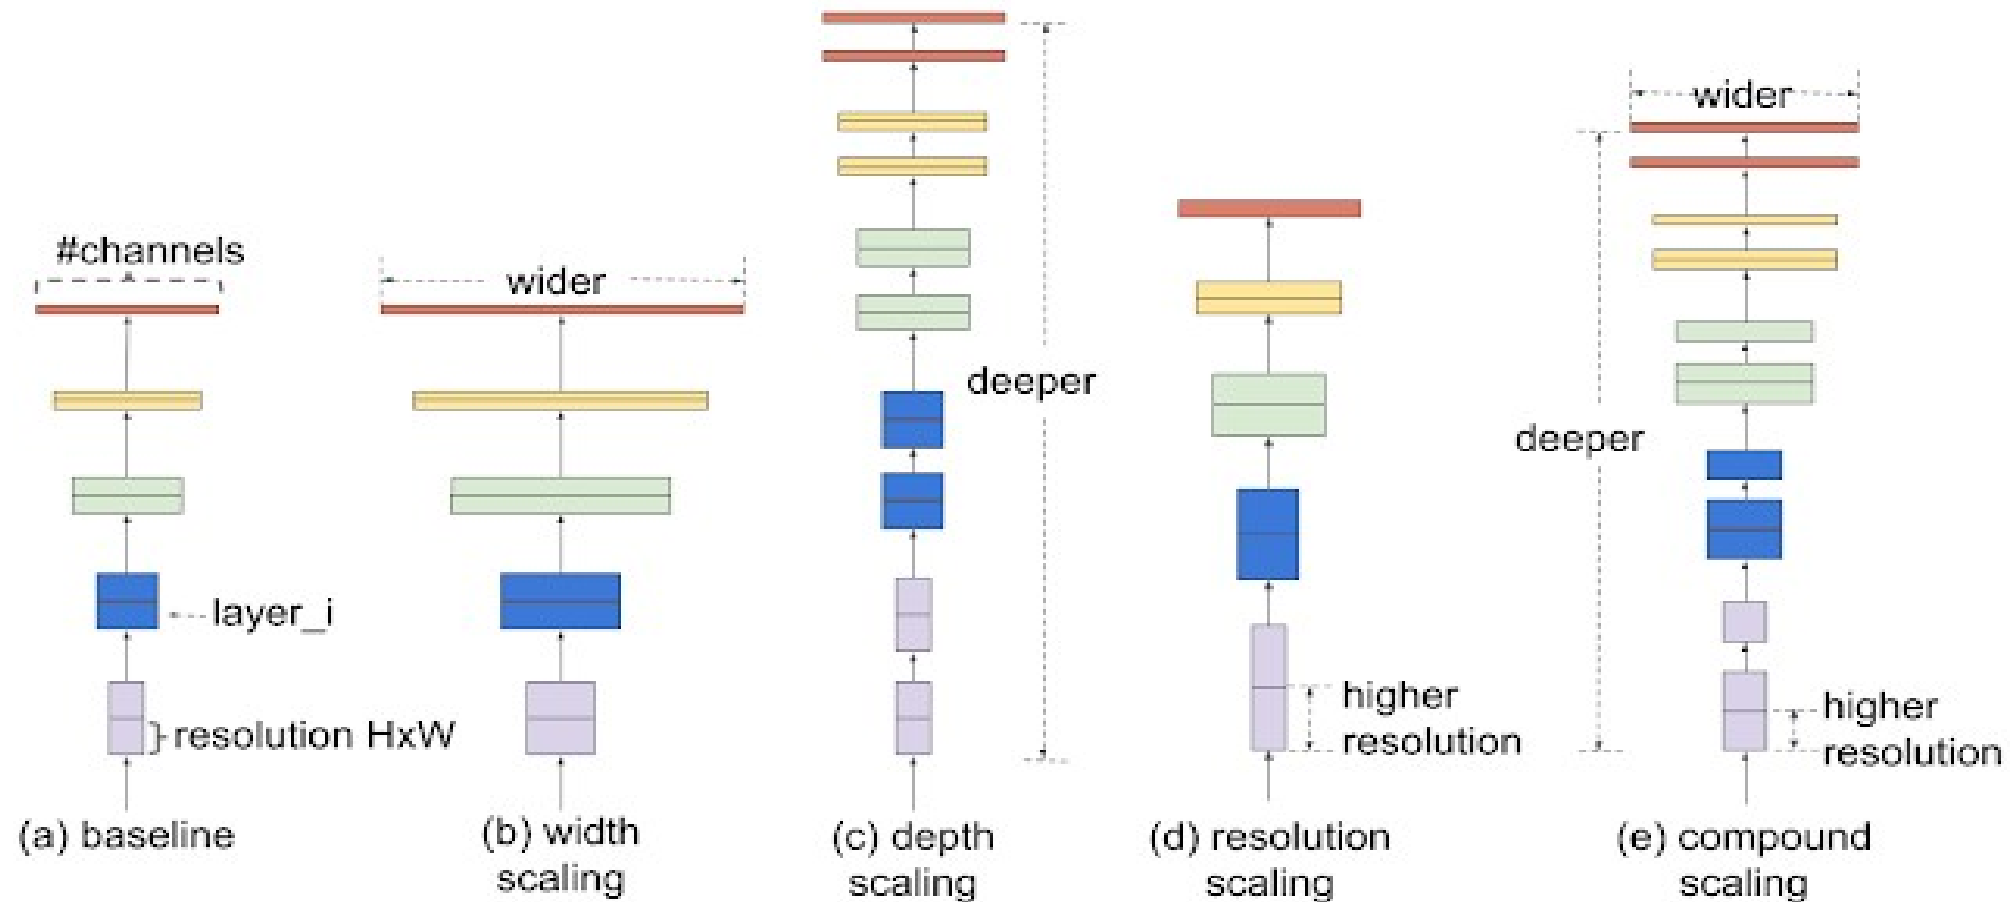 #channels
layer_i
resolution HxW
(a) baseline
wider
(b) width
scaling
deeper
(c) depth
scaling
higher
resolution
(d) resolution
scaling
wider
deeper
higher
resolution
(e) compound
scaling